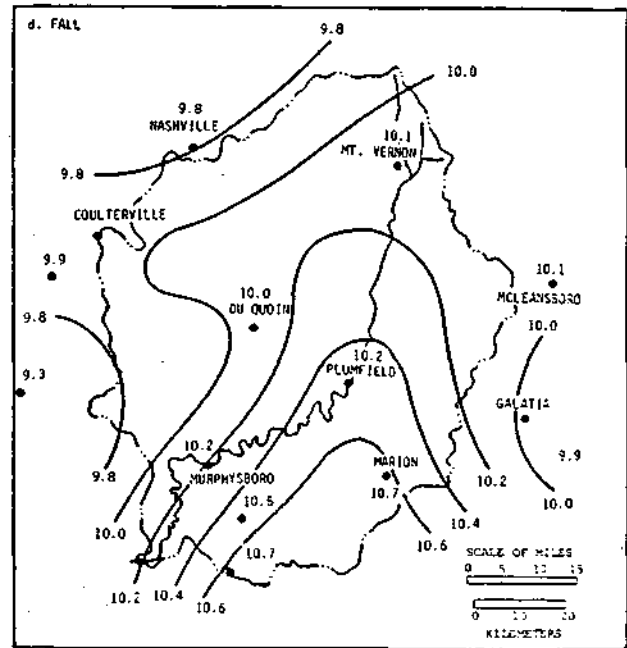 d. FALL
9.8
10.0
9.8
NASHVILLE
10.1
MT. VERNON
9.8
COULTERVILLE
9.9
10.1
MCLEANSBORO
10.0
DU QUOIN
9.8
10.0
10.2
PLUMFIELD
9.3
GALATIA
10.2
MURPHYSBORO
MARION
9.9
9.8
10.7
10.2
10.0
10.5
10.4
10.0
10.6
10.7
SCALE OF MILES
0 5 10 15
10.2
10.4
10.6
0 10 20
KILOMETERS